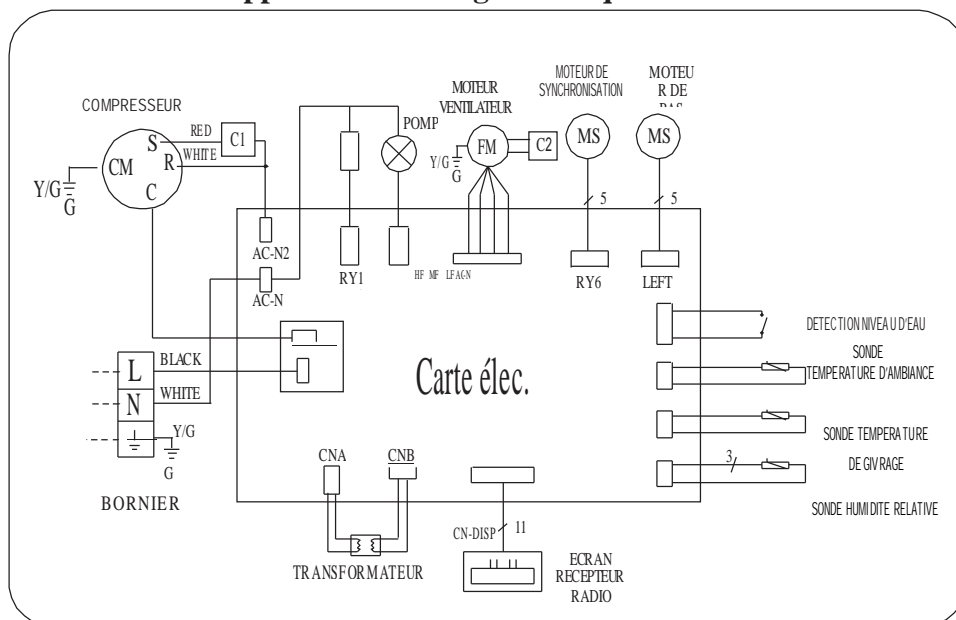 COMPRESSEUR
S
RED
C1
WHITE
R
CM
C
Y/G
G
POMP
MOTEUR
VENTILATEUR
FM
C2
Y/G
G
MOTEUR DE
SYNCHRONISATION
MS
5
MOTEU
R DE
MS
5
AC-N2
AC-N
RY1
HF MF LF AC-N
RY6
LEFT
L
BLACK
N
WHITE
Y/G
G
BORNIER
Carte élec.
DETECTION NIVEAU D'EAU
SONDE
TEMPERATURE D'AMBIANCE
SONDE TEMPERATURE
DE GIVRAGE
3
SONDE HUMIDITE RELATIVE
CNA
CNB
TRANSFORMATEUR
CN-DISP
11
ECRAN
RECEPTEUR
RADIO